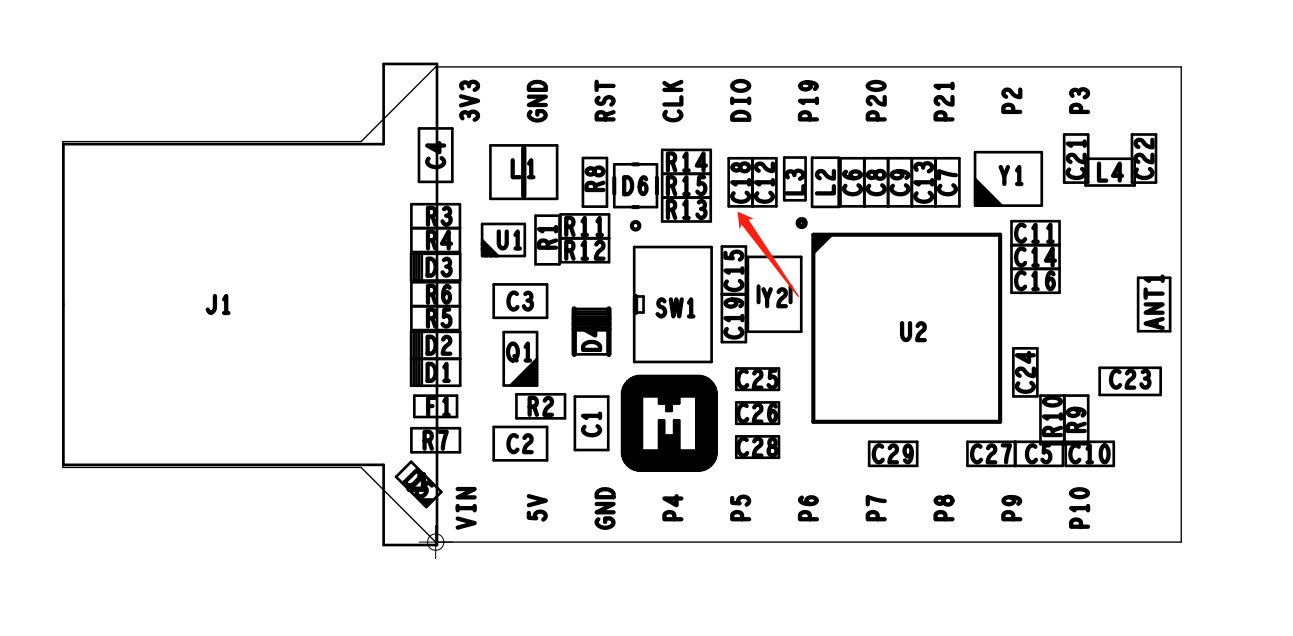 3V3 GND RST CLK DIO P19 P20 P21 P2 P3
C4 L1 R8 D6 R14 R15 R13 C18 C12 L3 L2 C6 C8 C9 C13 C7 Y1 C21 L4 C22
R3 R4 D3 R6 R5 D2 D1 F1 R7 D5
U1 R1 R11 R12
C11 C14 C16
J1 C3 D4 SW1 C15 C19 Y2 U2 ANT1
Q1 C24 C23
C25 C26 C28
R2 C1 R10 R9
C2 C29 C27 C5 C10
VIN 5V GND P4 P5 P6 P7 P8 P9 P10